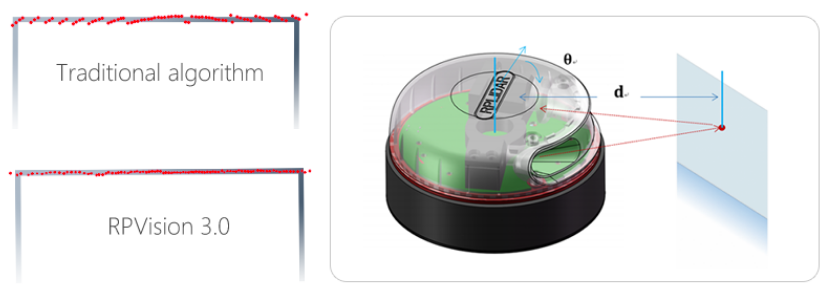 Traditional algorithm
RPVision 3.0
RPLIDAR
θ
d